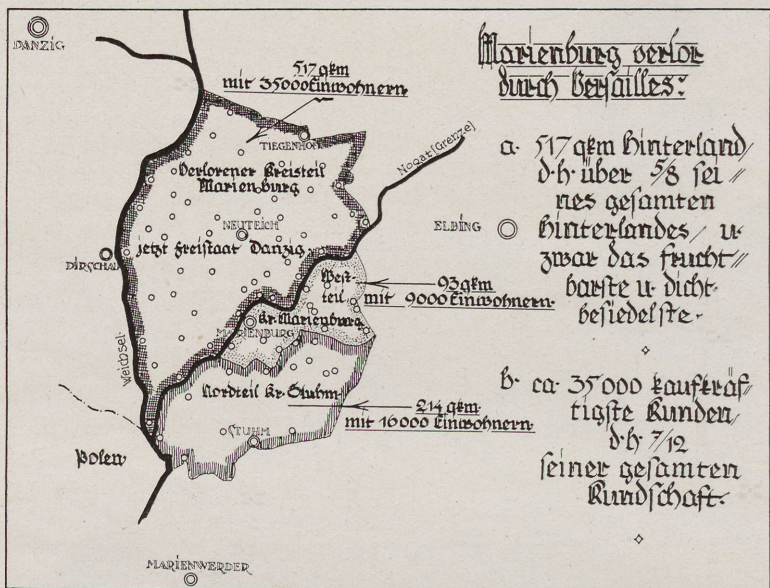 DANZIG
517 qkm
mit 35000 Einwohnern.
TIEGENHOF
Verlorener Kreisteil
Marienburg
NEUTEICH
jetzt Freistaat Danzig.
DIRSCHAU
Weichsel
Nogat (Grenze)
ELBING
West-
teil
Kr. Marienburg.
MARIENBURG
93 qkm
mit 9000 Einwohnern.
Nordteil Kr. Stuhm.
STUHM
214 qkm
mit 16000 Einwohnern.
Polen
MARIENWERDER
Marienburg verlor
durch Versailles:
a. 517 qkm Hinterland/
d.h. über 5/8 sei=
nes gesamten
Hinterlandes/ u.
zwar das frucht=
barste u. dicht-
besiedelste.
b. ca. 35000 kaufkräf=
tigste Kunden/
d.h. 7/12
seiner gesamten
Kundschaft.